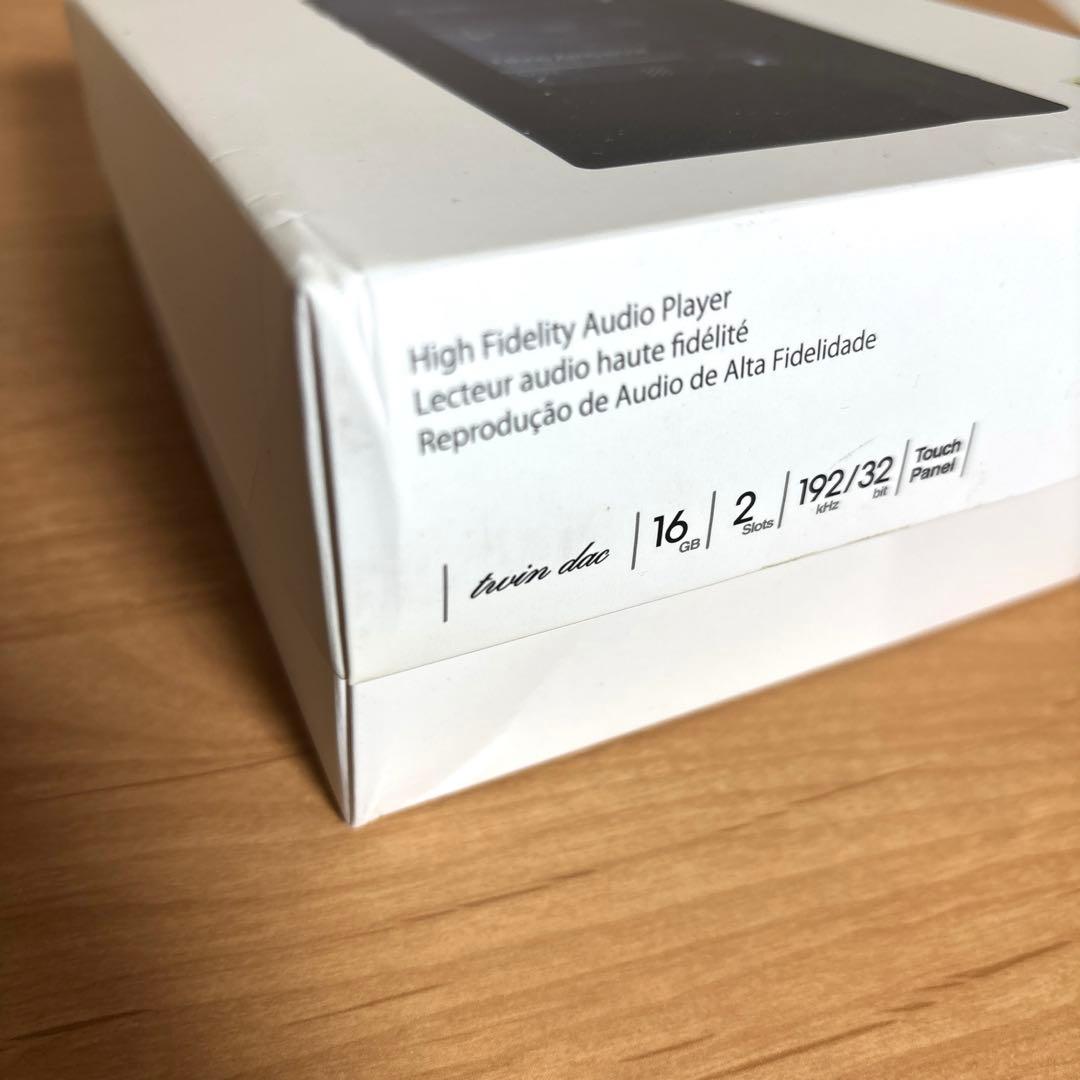 High Fidelity Audio Player
Lecteur audio haute fidélité
Reprodução de Audio de Alta Fidelidade
twin dac | 16 GB | 2 Slots | 192 kHz/32 bit | Touch Panel